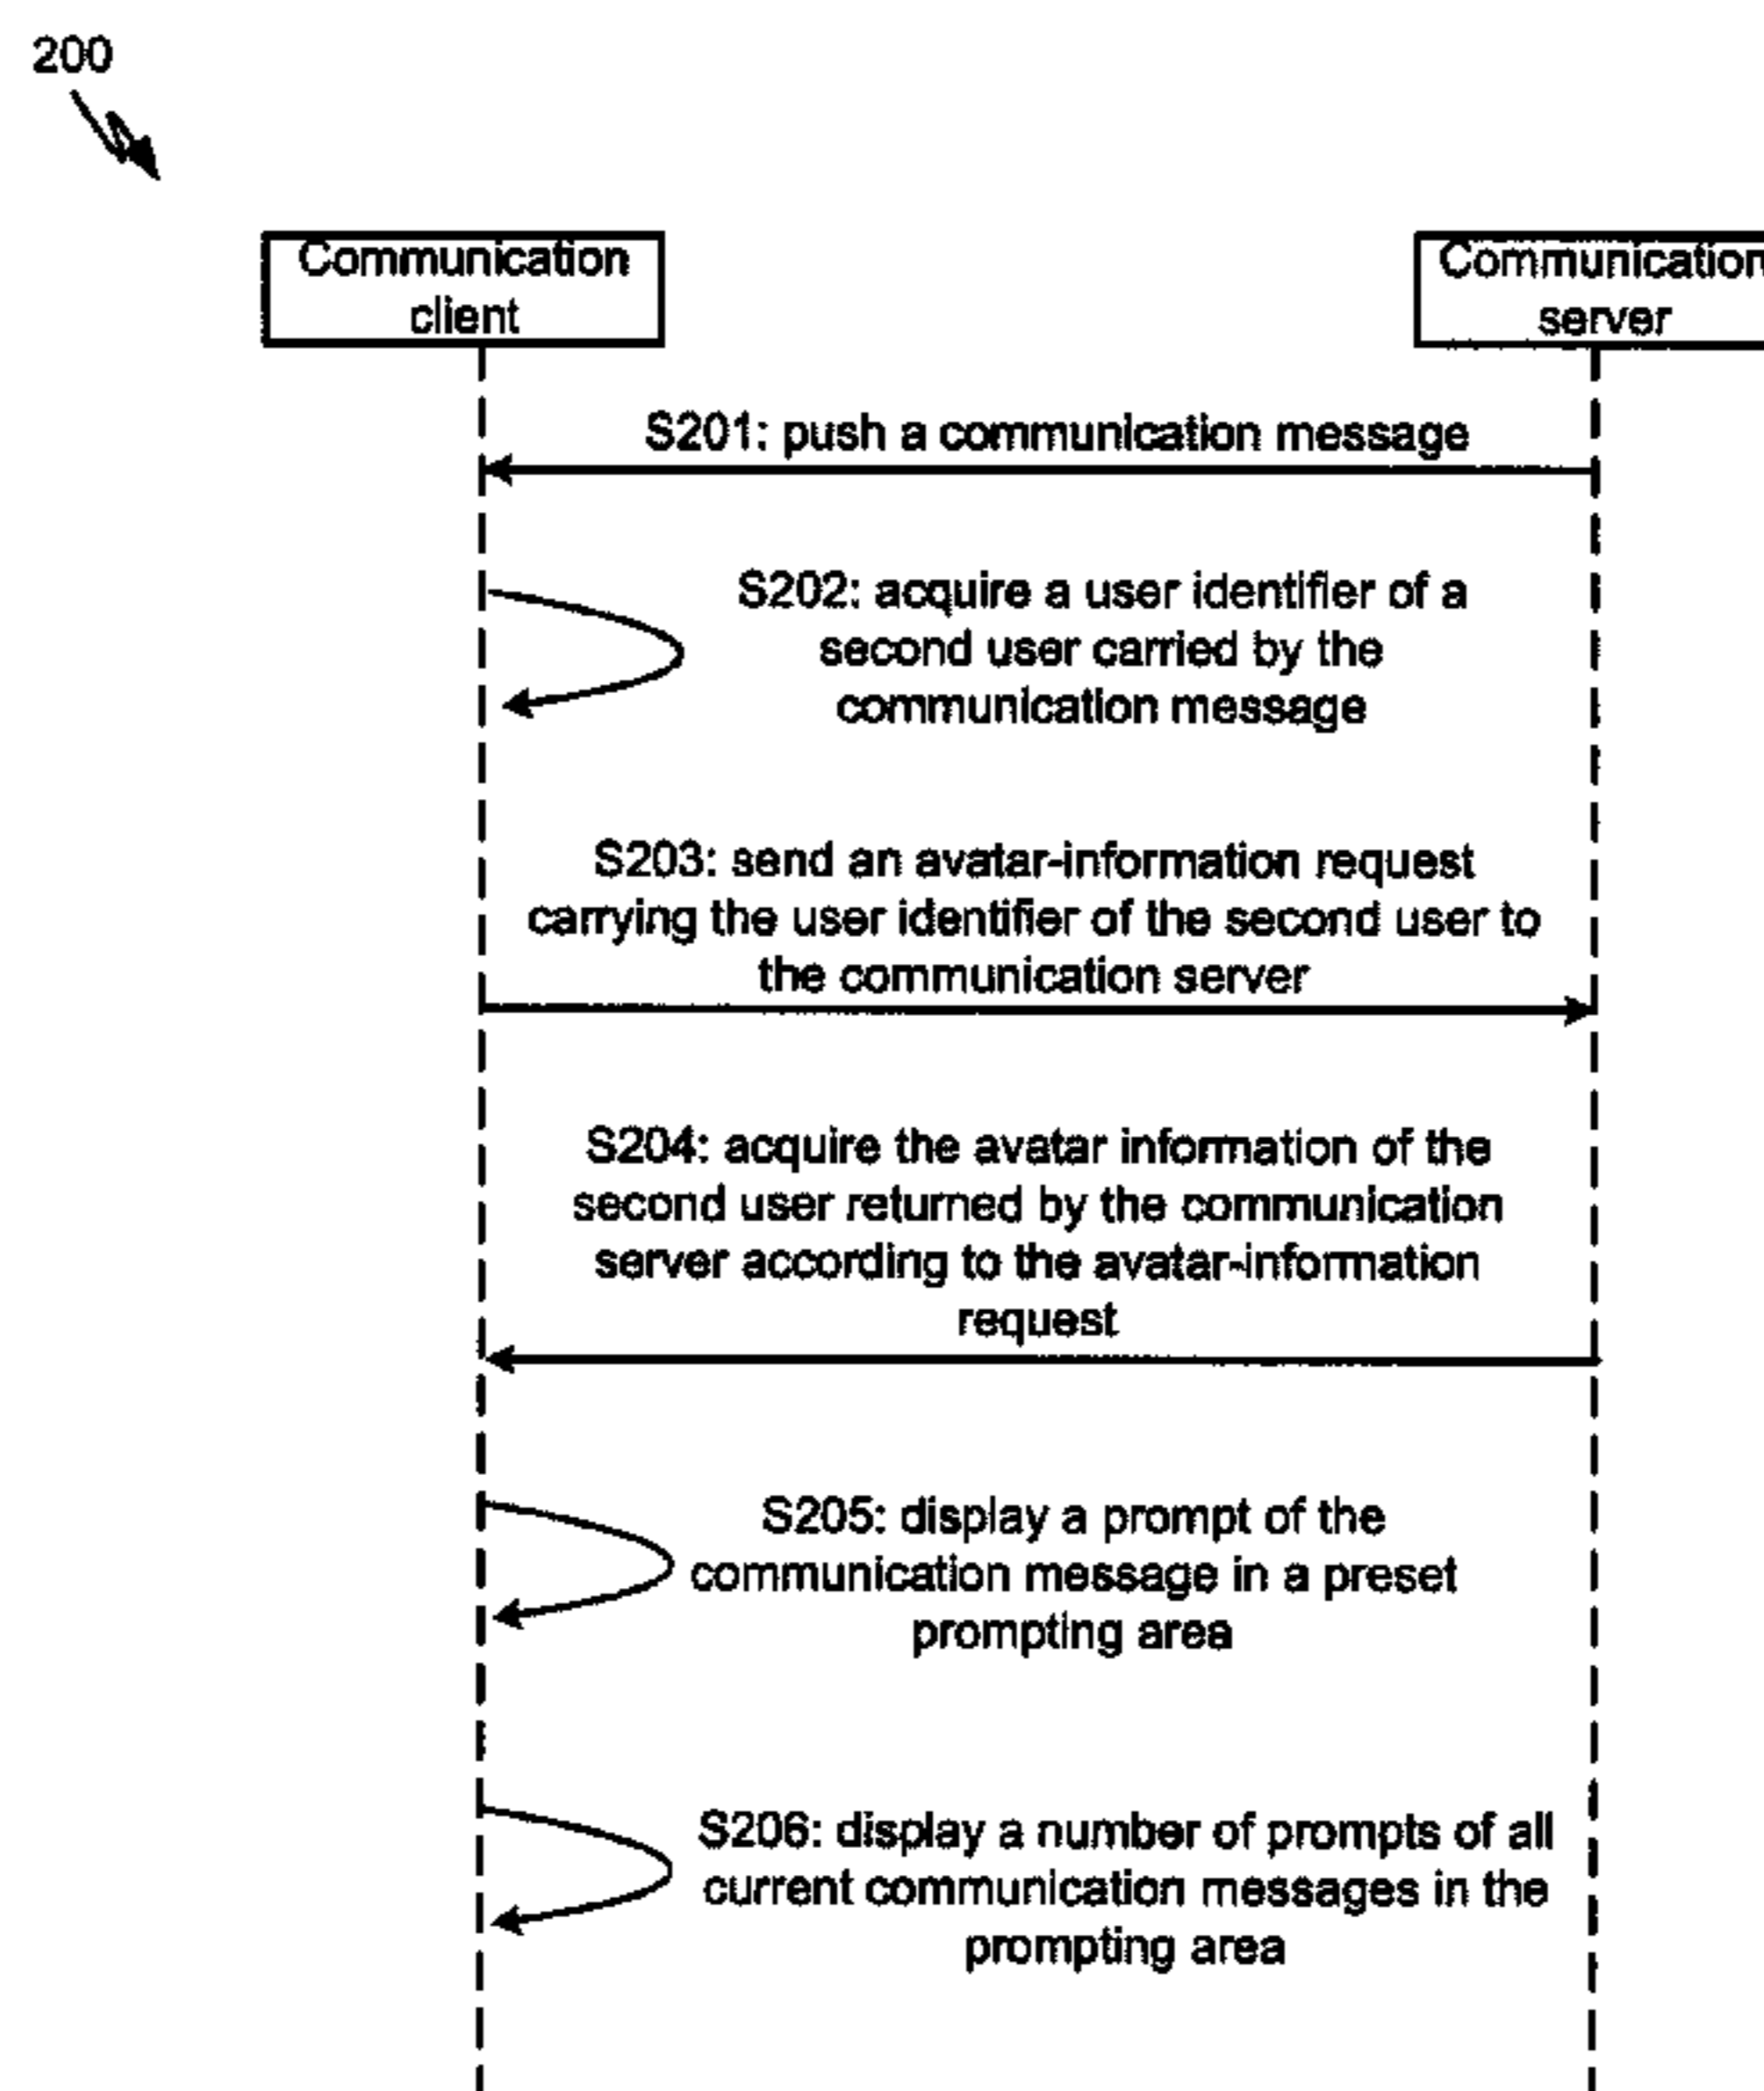 200
Communication
client
Communication
server
S201: push a communication message
S202: acquire a user identifier of a
second user carried by the
communication message
S203: send an avatar-information request
carrying the user identifier of the second user to
the communication server
S204: acquire the avatar information of the
second user returned by the communication
server according to the avatar-information
request
S205: display a prompt of the
communication message in a preset
prompting area
S206: display a number of prompts of all
current communication messages in the
prompting area